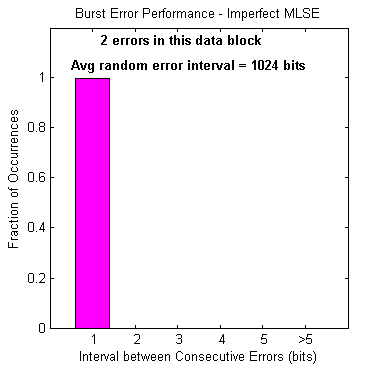 Burst Error Performance - Imperfect MLSE
2 errors in this data block
Avg random error interval = 1024 bits
Fraction of Occurrences
1
0.8
0.6
0.4
0.2
0
1 2 3 4 5 >5
Interval between Consecutive Errors (bits)